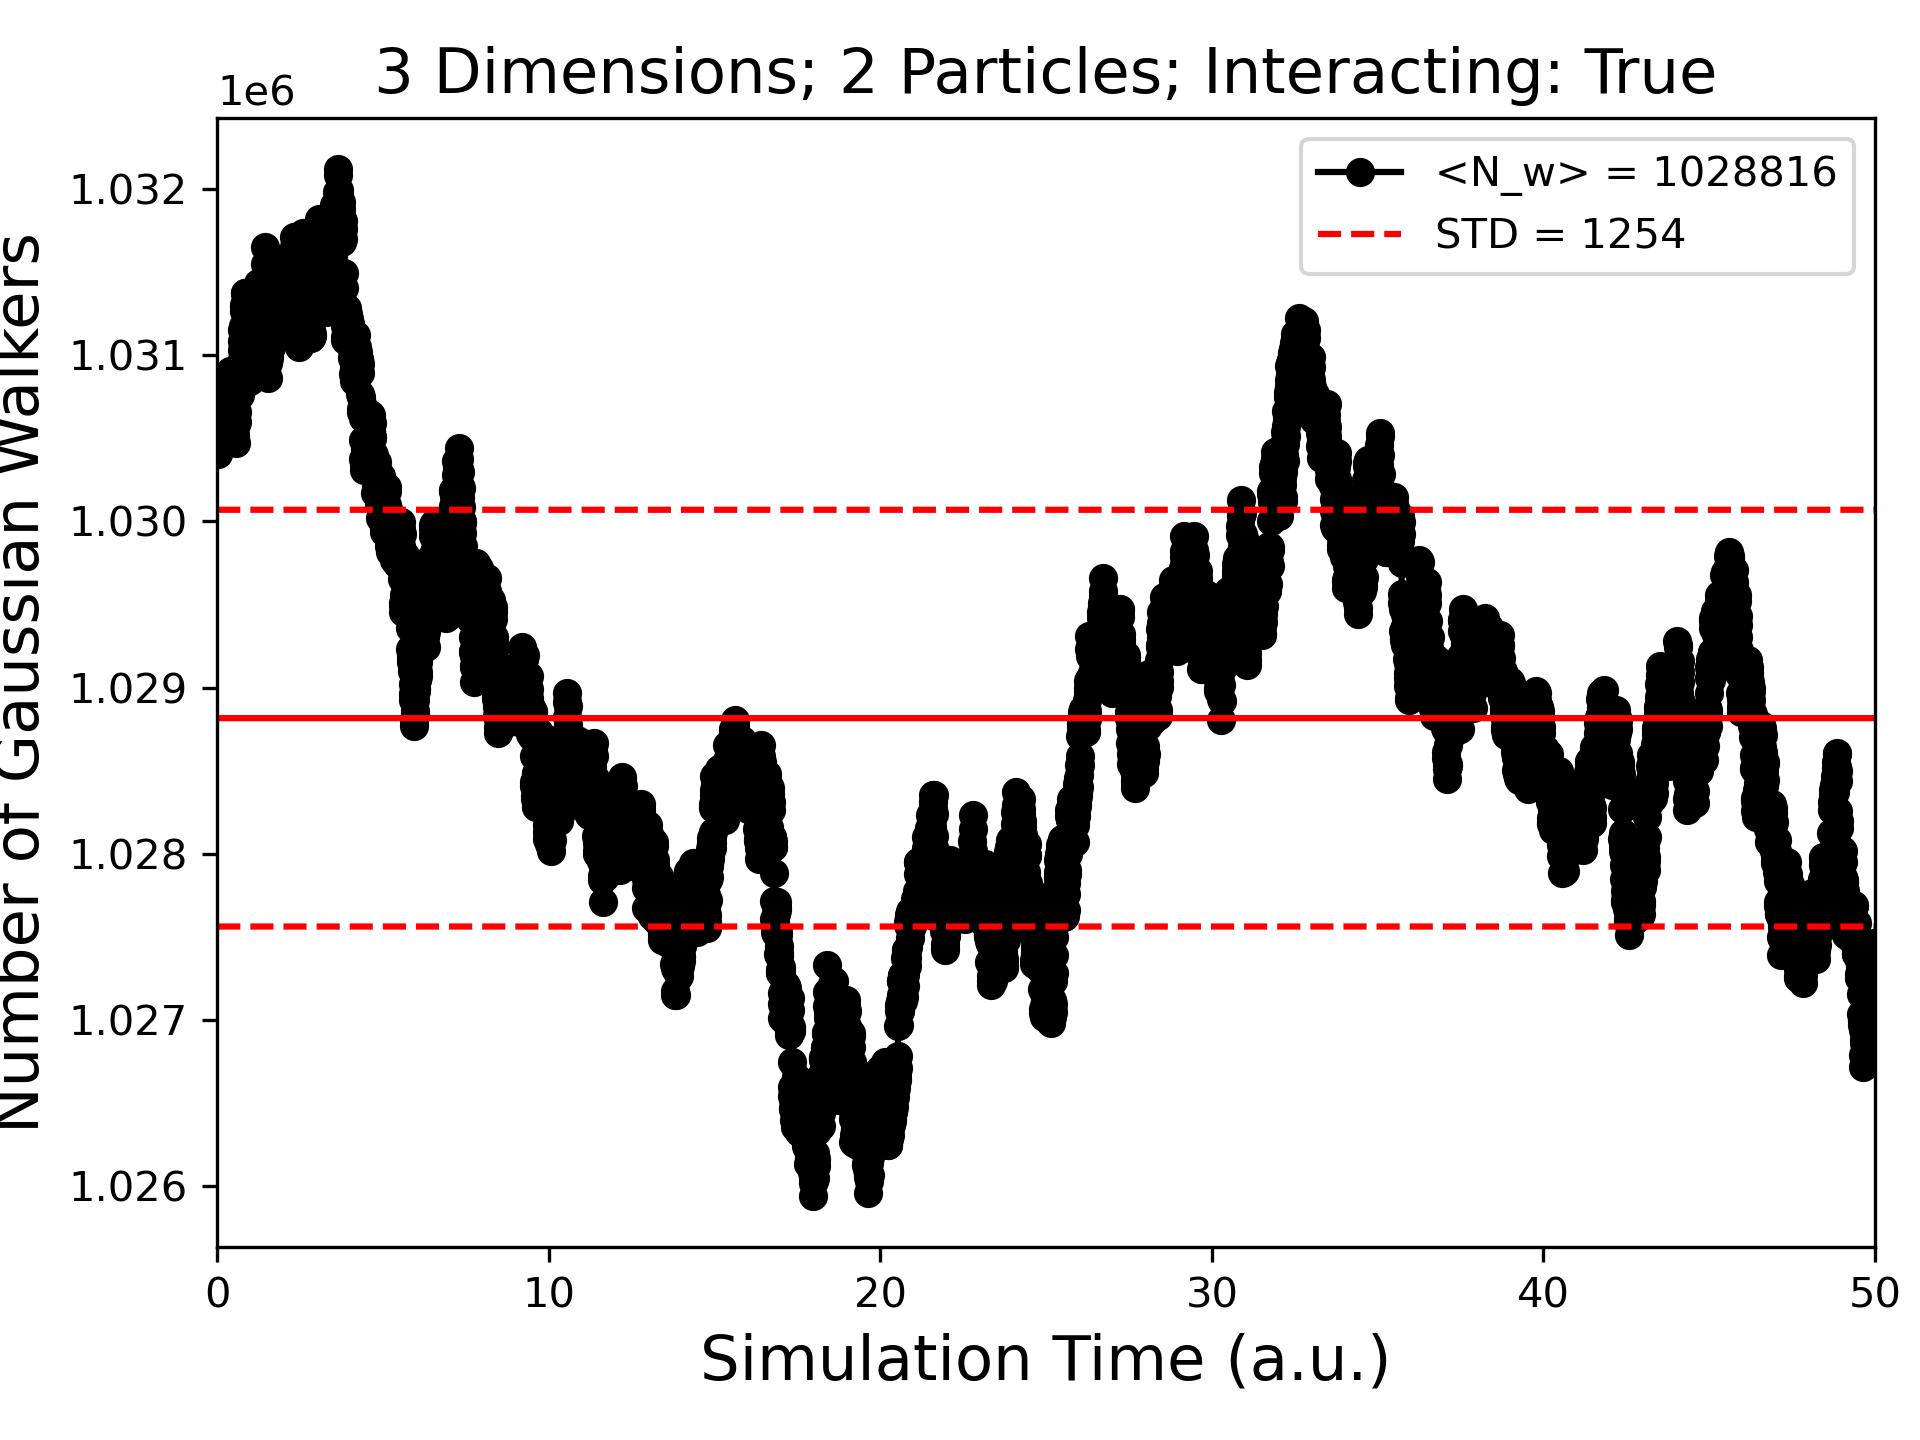 3 Dimensions; 2 Particles; Interacting: True
1e6
<N_w> = 1028816
STD = 1254
1.032
1.031
1.030
1.029
1.028
1.027
1.026
Number of Gaussian Walkers
0 10 20 30 40 50
Simulation Time (a.u.)